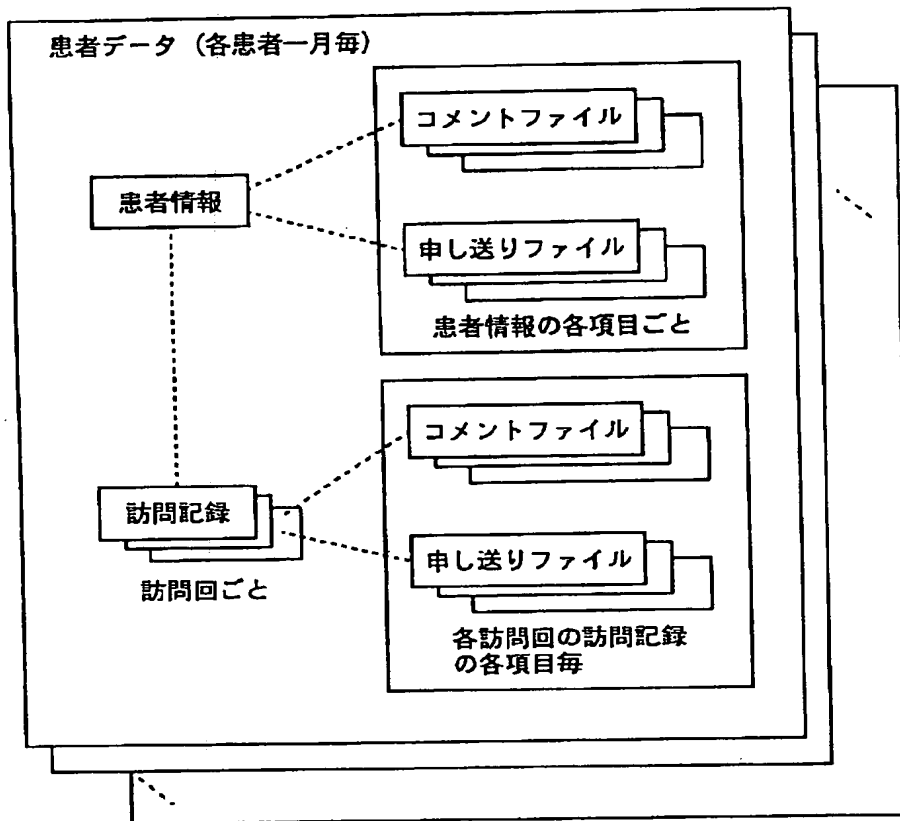 患者データ（各患者一月毎）
コメントファイル
患者情報
申し送りファイル
患者情報の各項目ごと
コメントファイル
訪問記録
申し送りファイル
訪問回ごと
各訪問回の訪問記録
の各項目毎